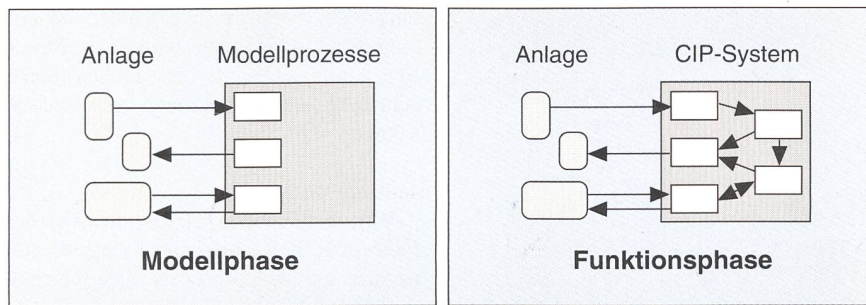 Anlage Modellprozesse
Modellphase
Anlage CIP-System
Funktionsphase